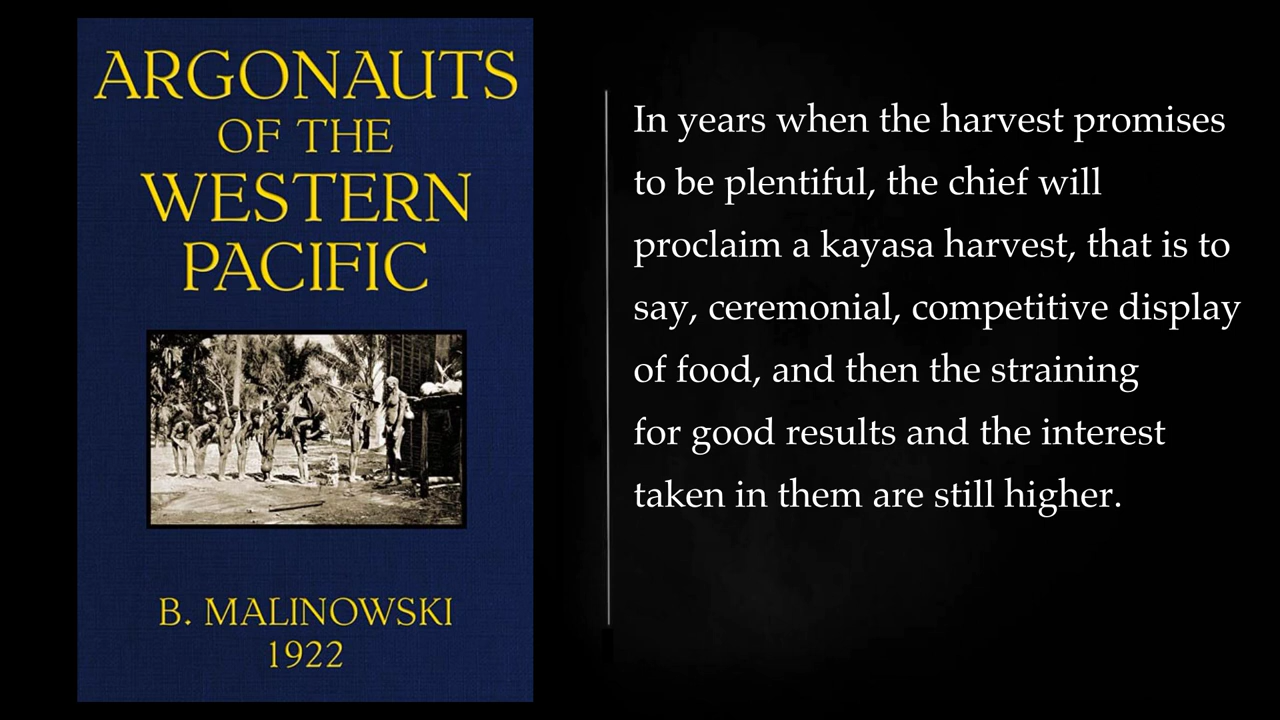 ARGONAUTS
OF THE
WESTERN
PACIFIC
B. MALINOWSKI
1922
In years when the harvest promises
to be plentiful, the chief will
proclaim a kayasa harvest, that is to
say, ceremonial, competitive display
of food, and then the straining
for good results and the interest
taken in them are still higher.